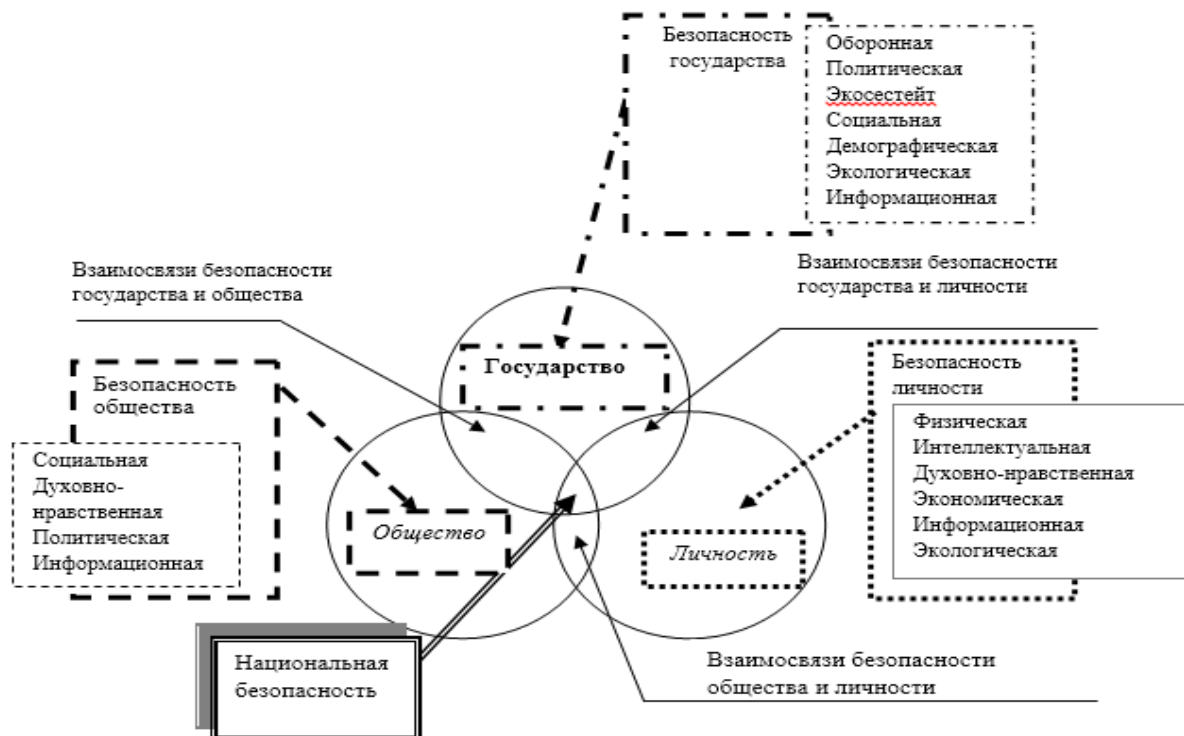 Безопасность
государства
Оборонная
Политическая
Экосестейт
Социальная
Демографическая
Экологическая
Информационная
Взаимосвязи безопасности
государства и общества
Взаимосвязи безопасности
государства и личности
Государство
Безопасность
общества
Социальная
Духовно-
нравственная
Политическая
Информационная
Безопасность
личности
Физическая
Интеллектуальная
Духовно-нравственная
Экономическая
Информационная
Экологическая
Общество
Личность
Национальная
безопасность
Взаимосвязи безопасности
общества и личности